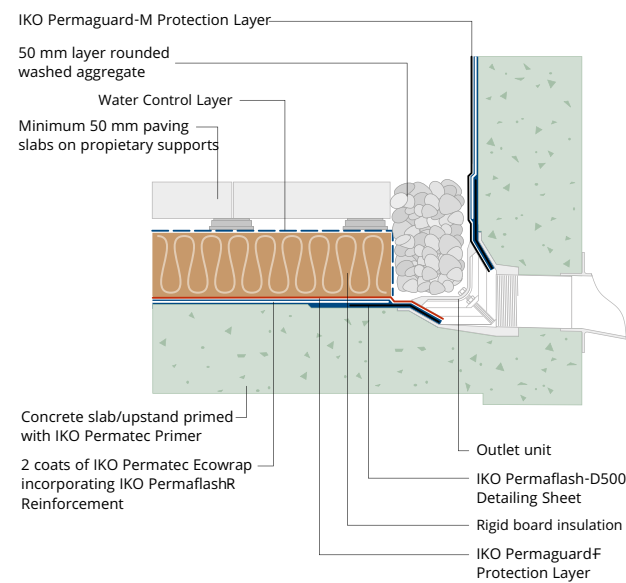 IKO Permaguard-M Protection Layer
50 mm layer rounded
washed aggregate
Water Control Layer
Minimum 50 mm paving
slabs on propietary supports
Concrete slab/upstand primed
with IKO Permatec Primer
2 coats of IKO Permatec Ecowrap
incorporating IKO PermaflashR
Reinforcement
Outlet unit
IKO Permaflash-D500
Detailing Sheet
Rigid board insulation
IKO Permaguard-F
Protection Layer